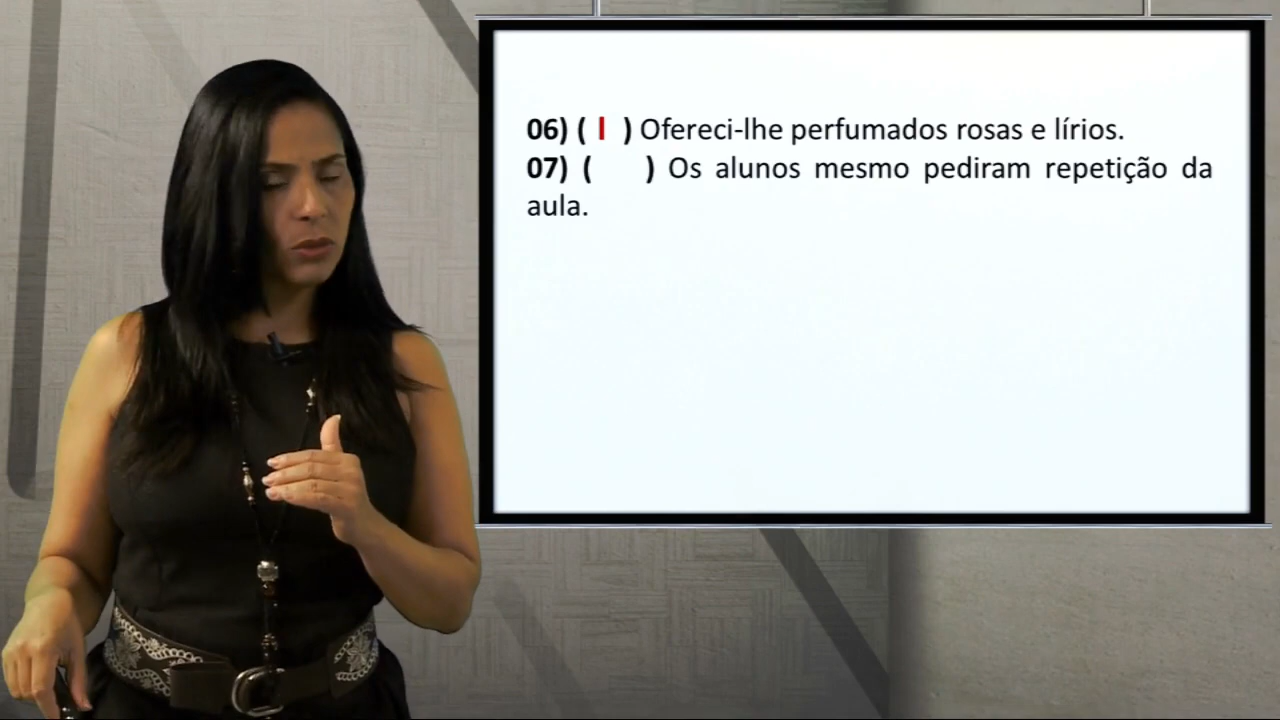 06) ( I ) Ofereci-lhe perfumados rosas e lírios.
07) ( ) Os alunos mesmo pediram repetição da
aula.